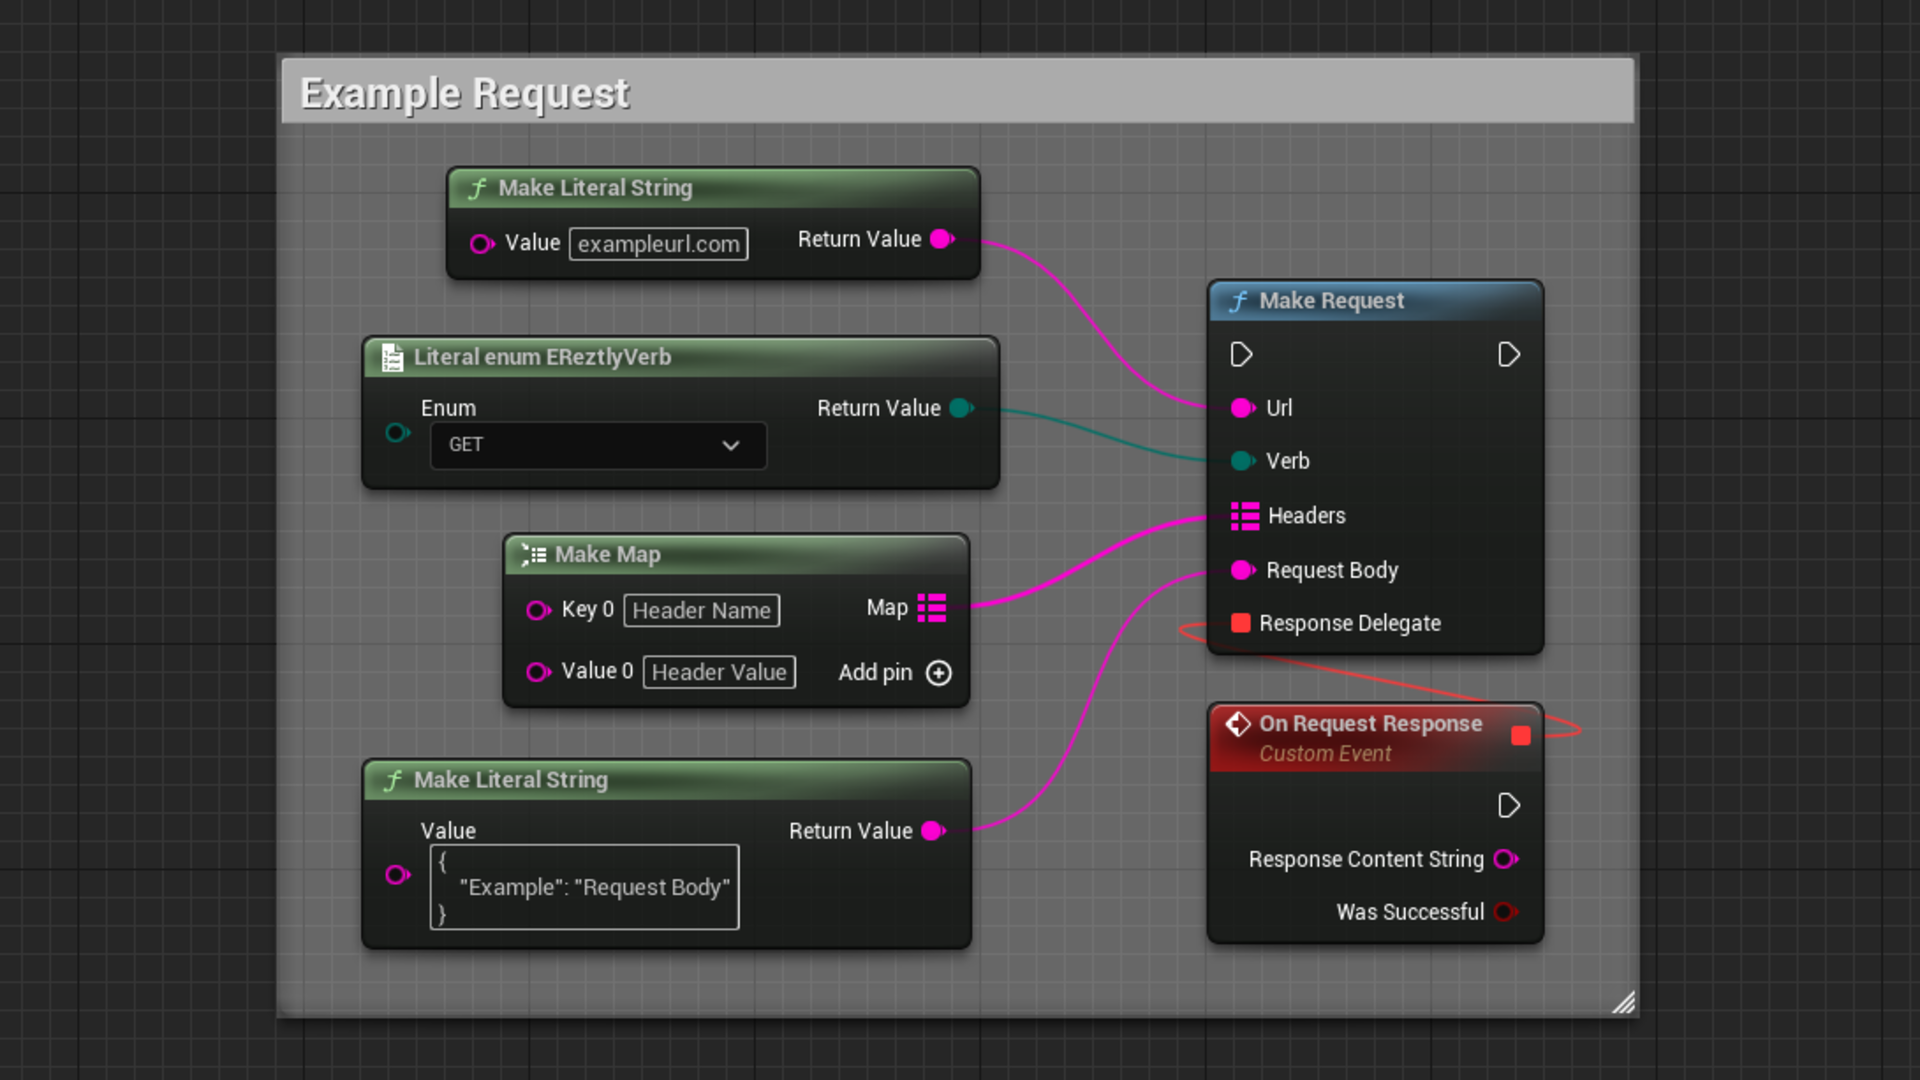 Example Request
Make Literal String
Value exampleurl.com Return Value
Literal enum EReztlyVerb
Enum
GET
Return Value
Make Map
Key 0 Header Name Map
Value 0 Header Value Add pin
Make Literal String
Value
{
"Example": "Request Body"
}
Return Value
Make Request
Url
Verb
Headers
Request Body
Response Delegate
On Request Response
Custom Event
Response Content String
Was Successful